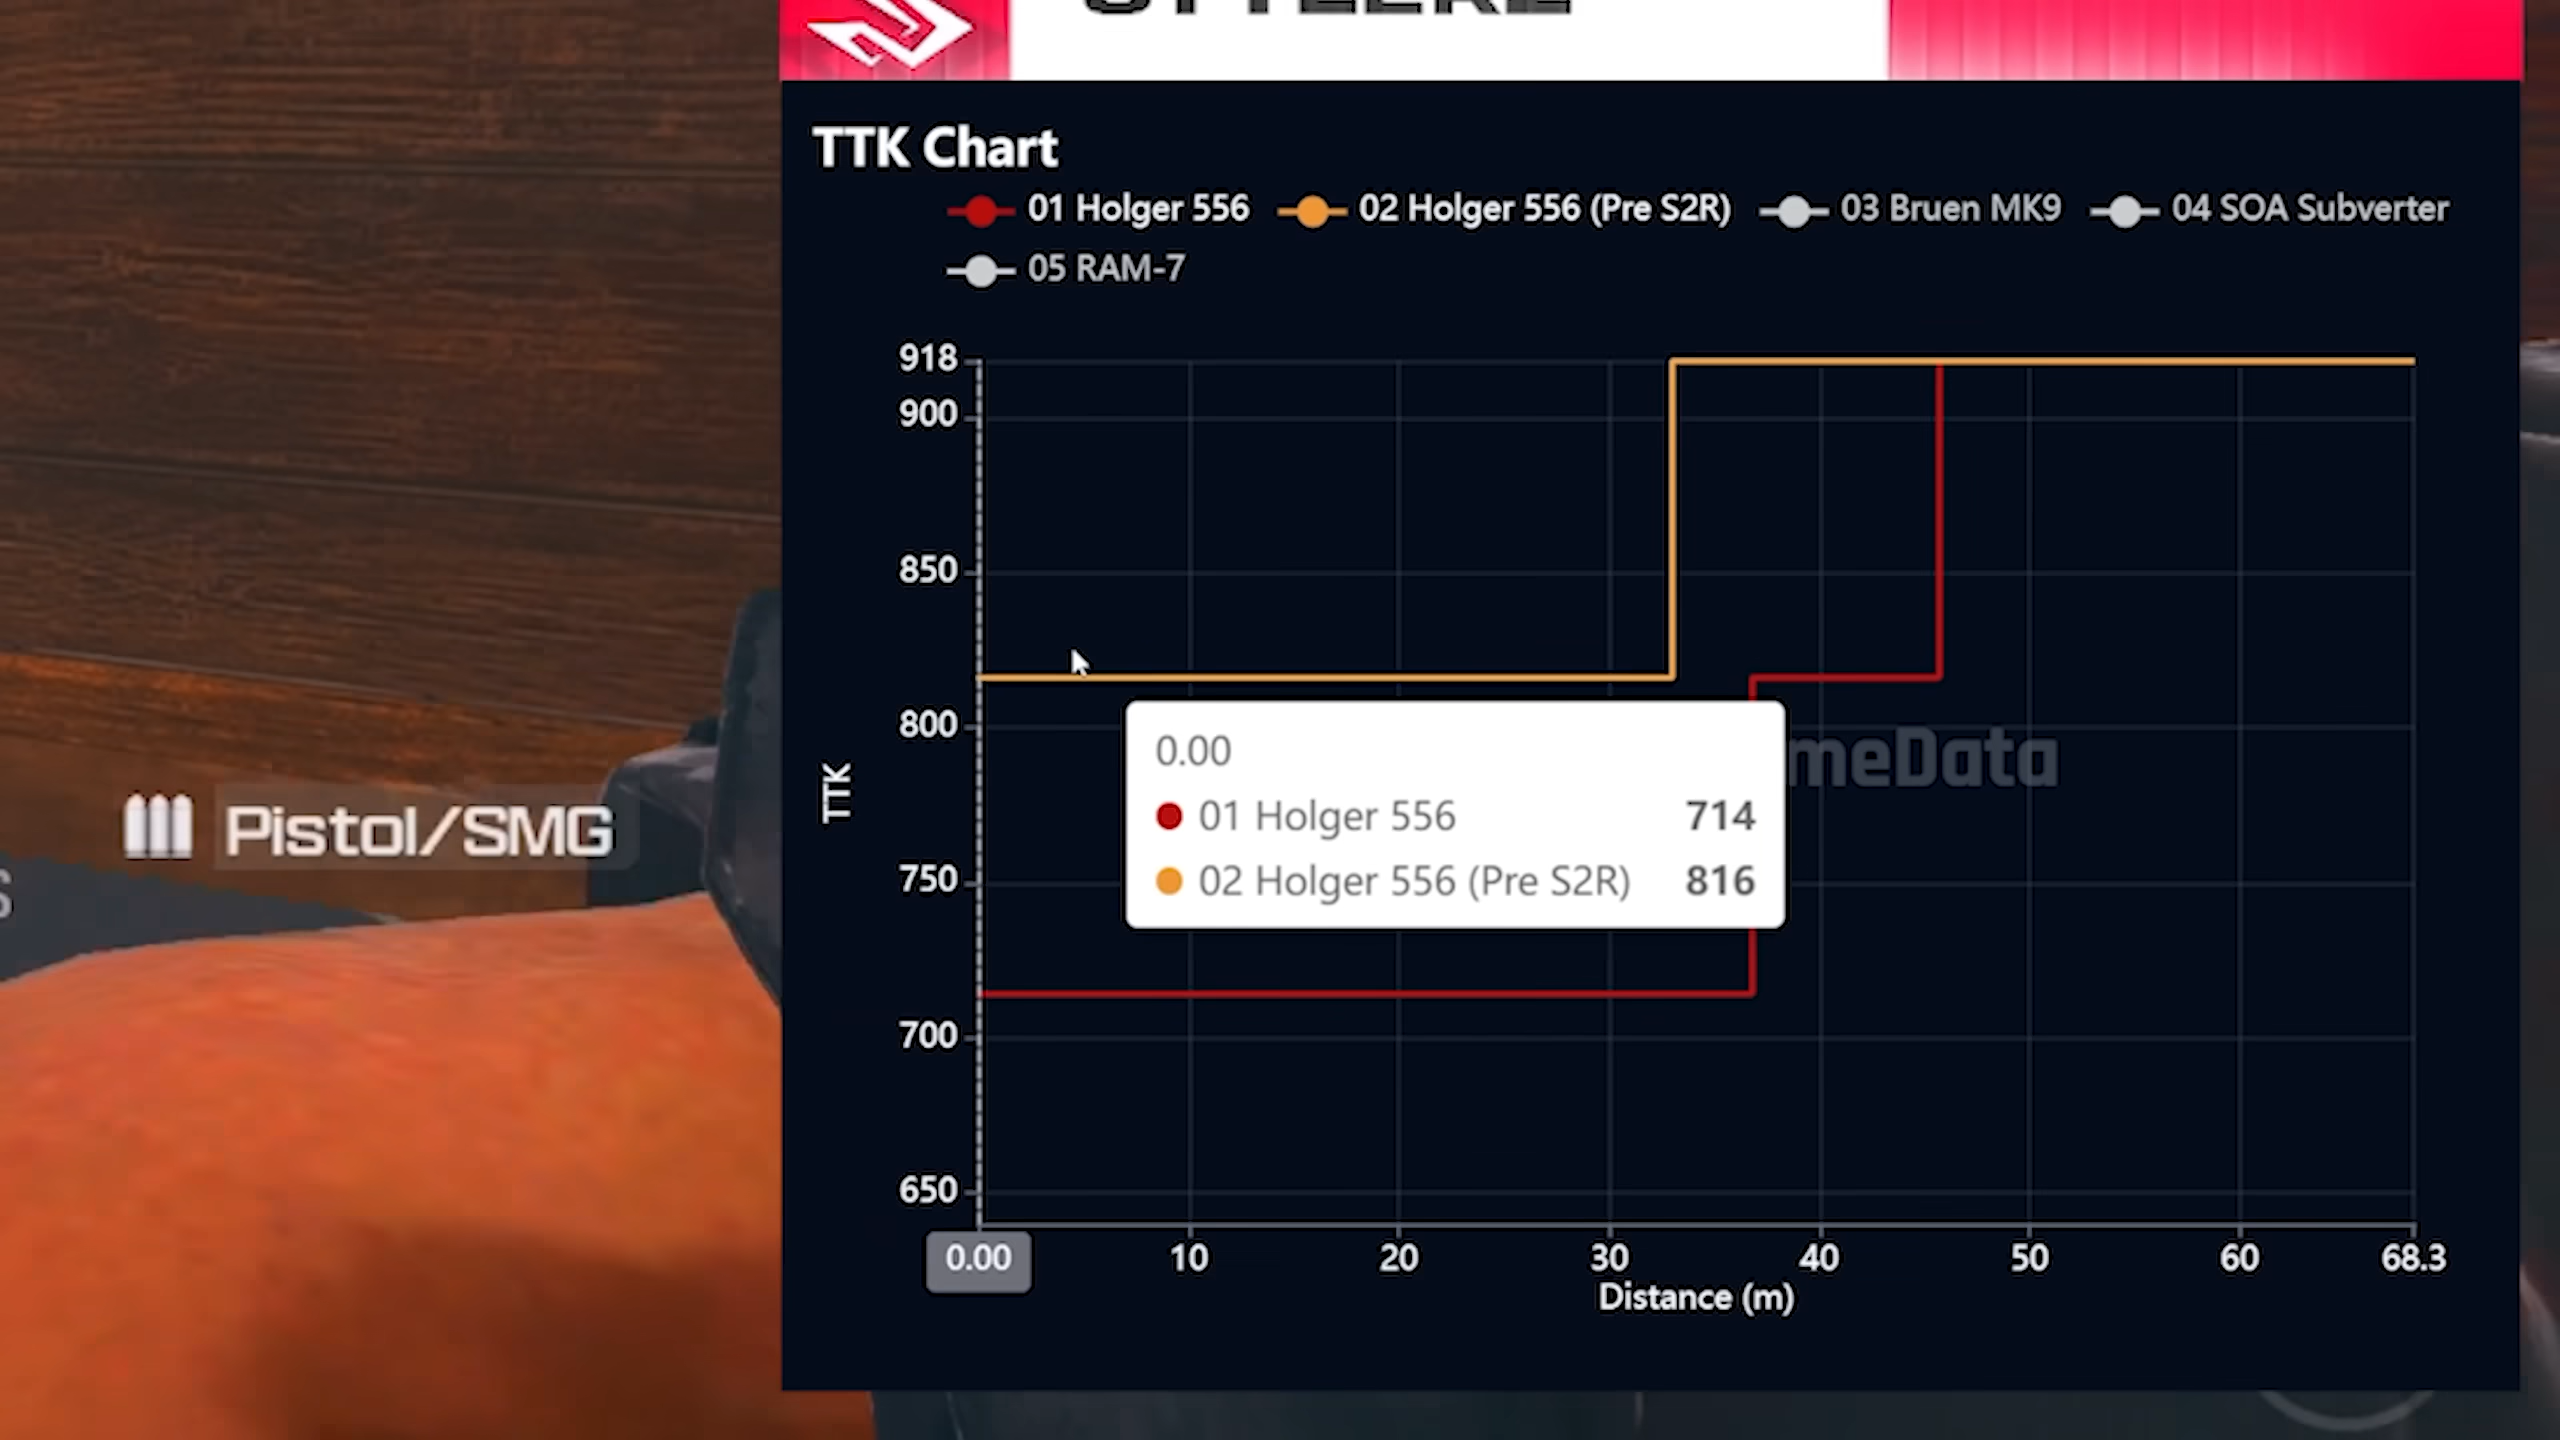 TTK Chart
01 Holger 556 02 Holger 556 (Pre S2R) 03 Bruen MK9 04 SOA Subverter
05 RAM-7
918
900
850
800
750
700
650
TTK
0.00
01 Holger 556 714
02 Holger 556 (Pre S2R) 816
meData
0.00 10 20 30 40 50 60 68.3
Distance (m)
Pistol/SMG